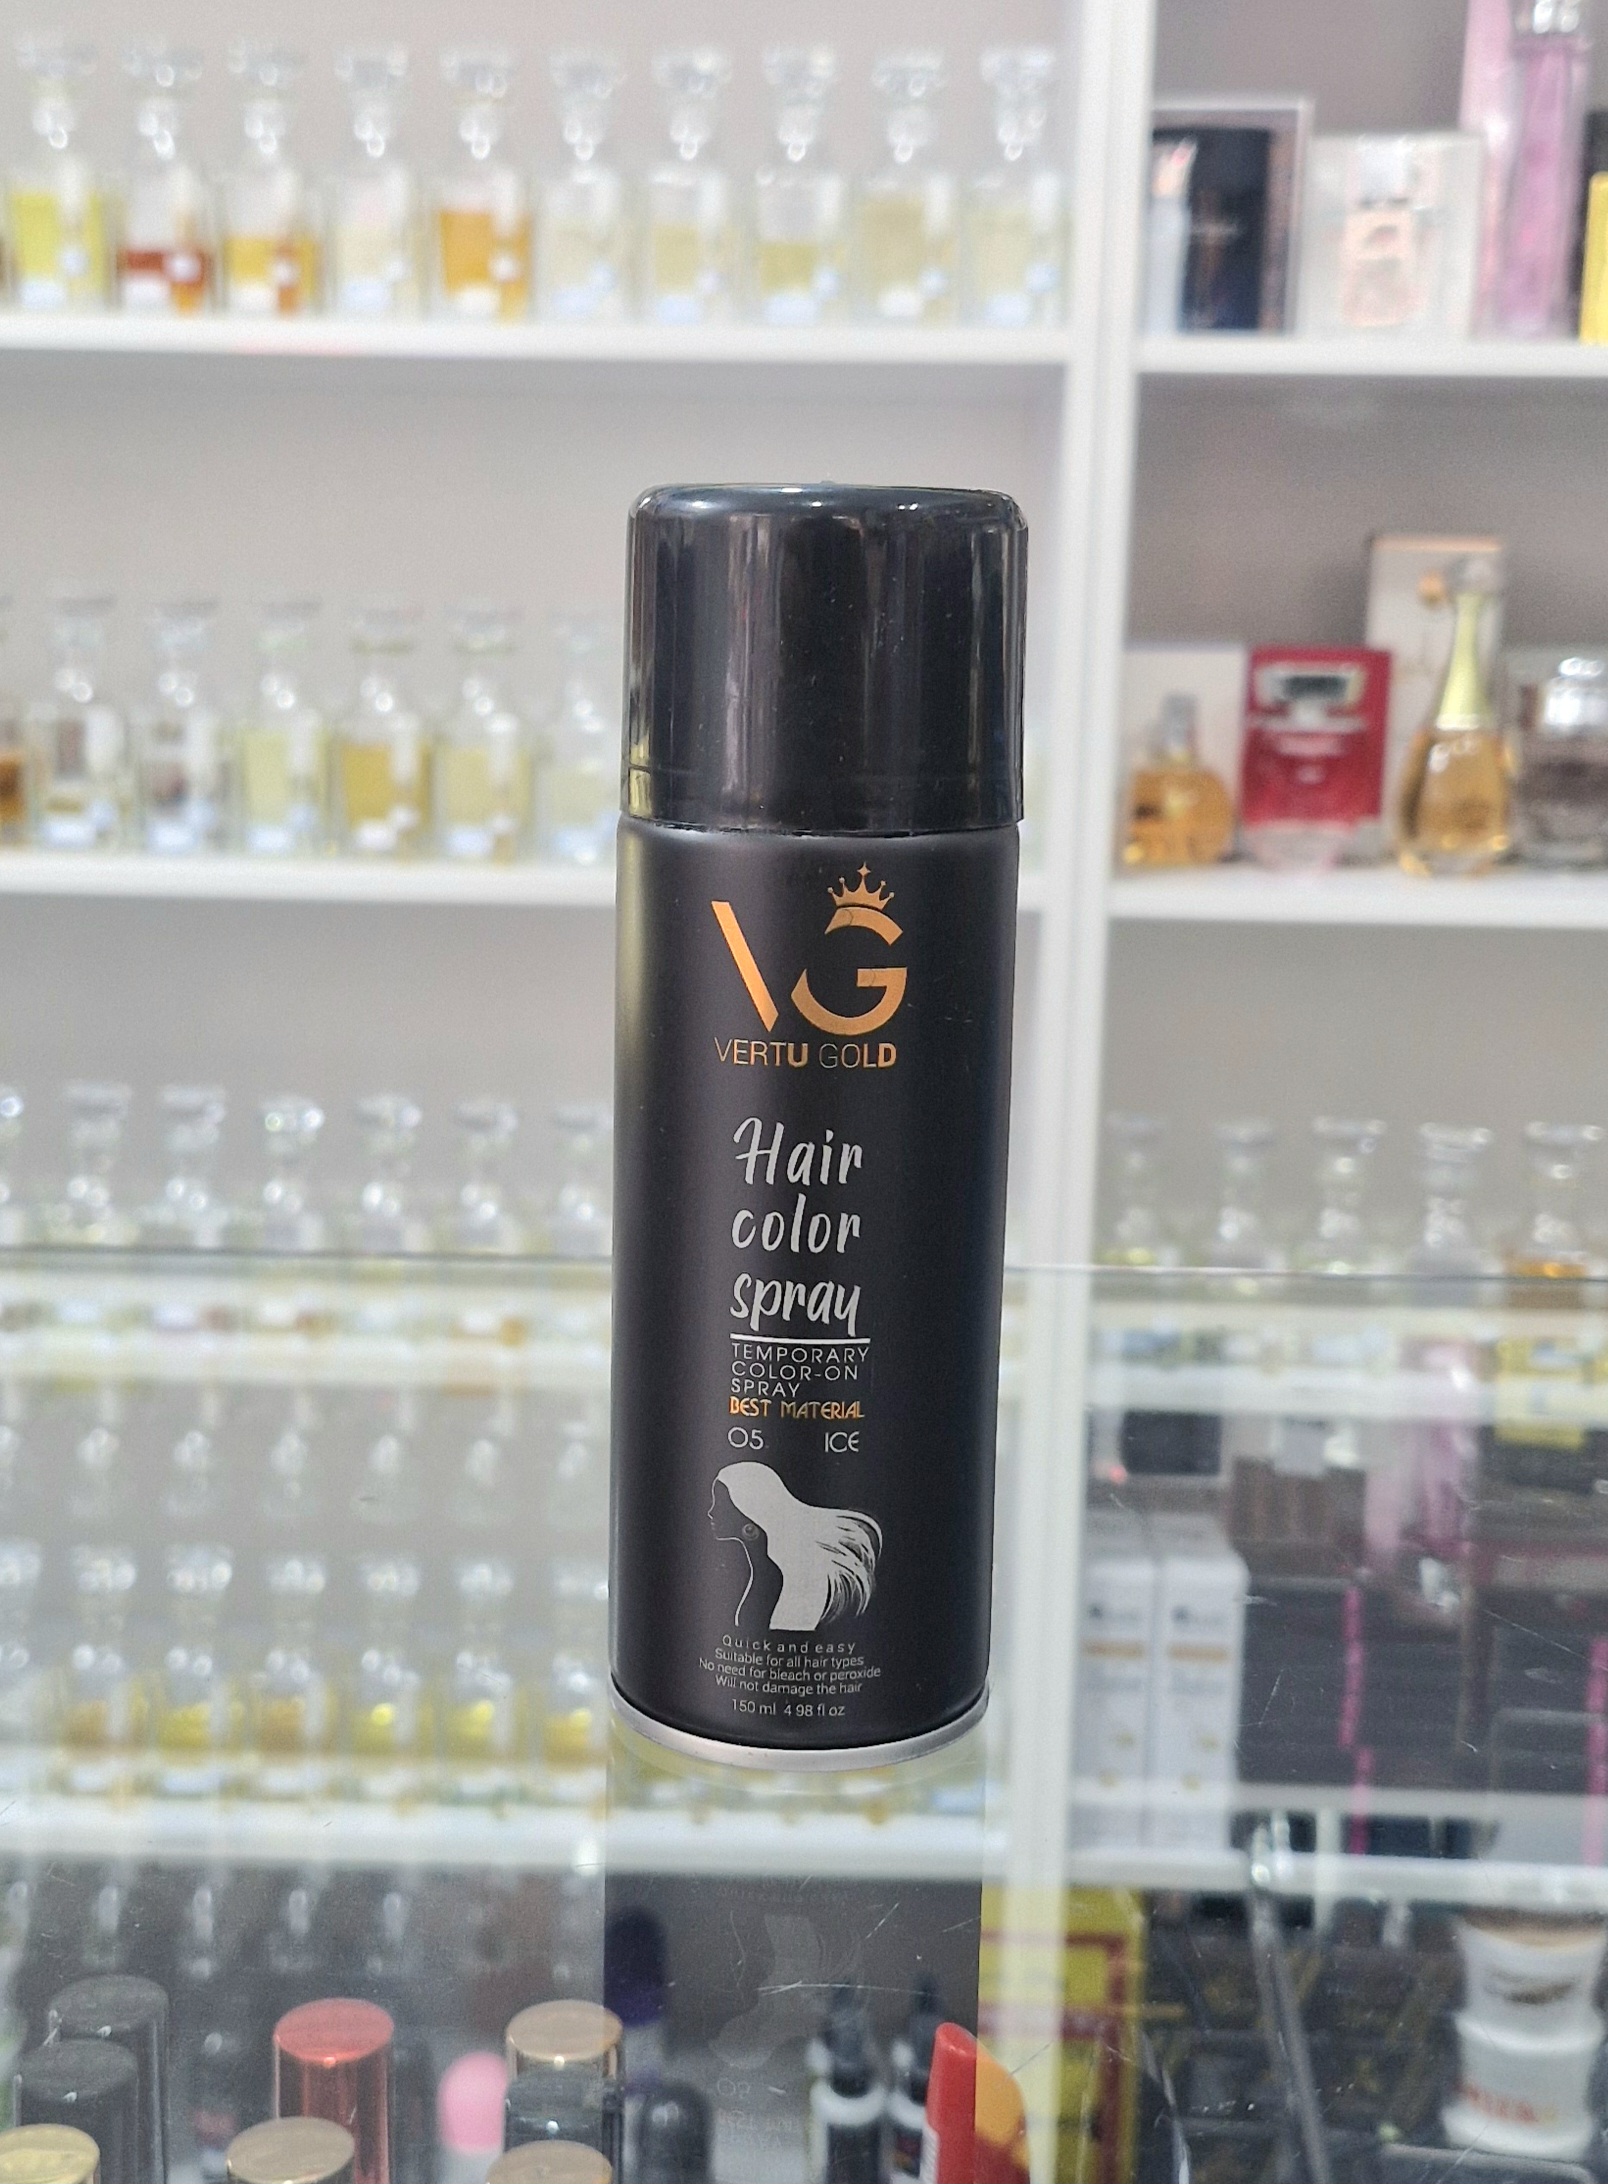 VG
VERTU GOLD
Hair
color
spray
TEMPORARY
COLOR-ON
SPRAY
BEST MATERIAL
05 ICE
Quick and easy
Suitable for all hair types
No need for bleach or peroxide
Will not damage the hair
150 ml 4 98 fl oz